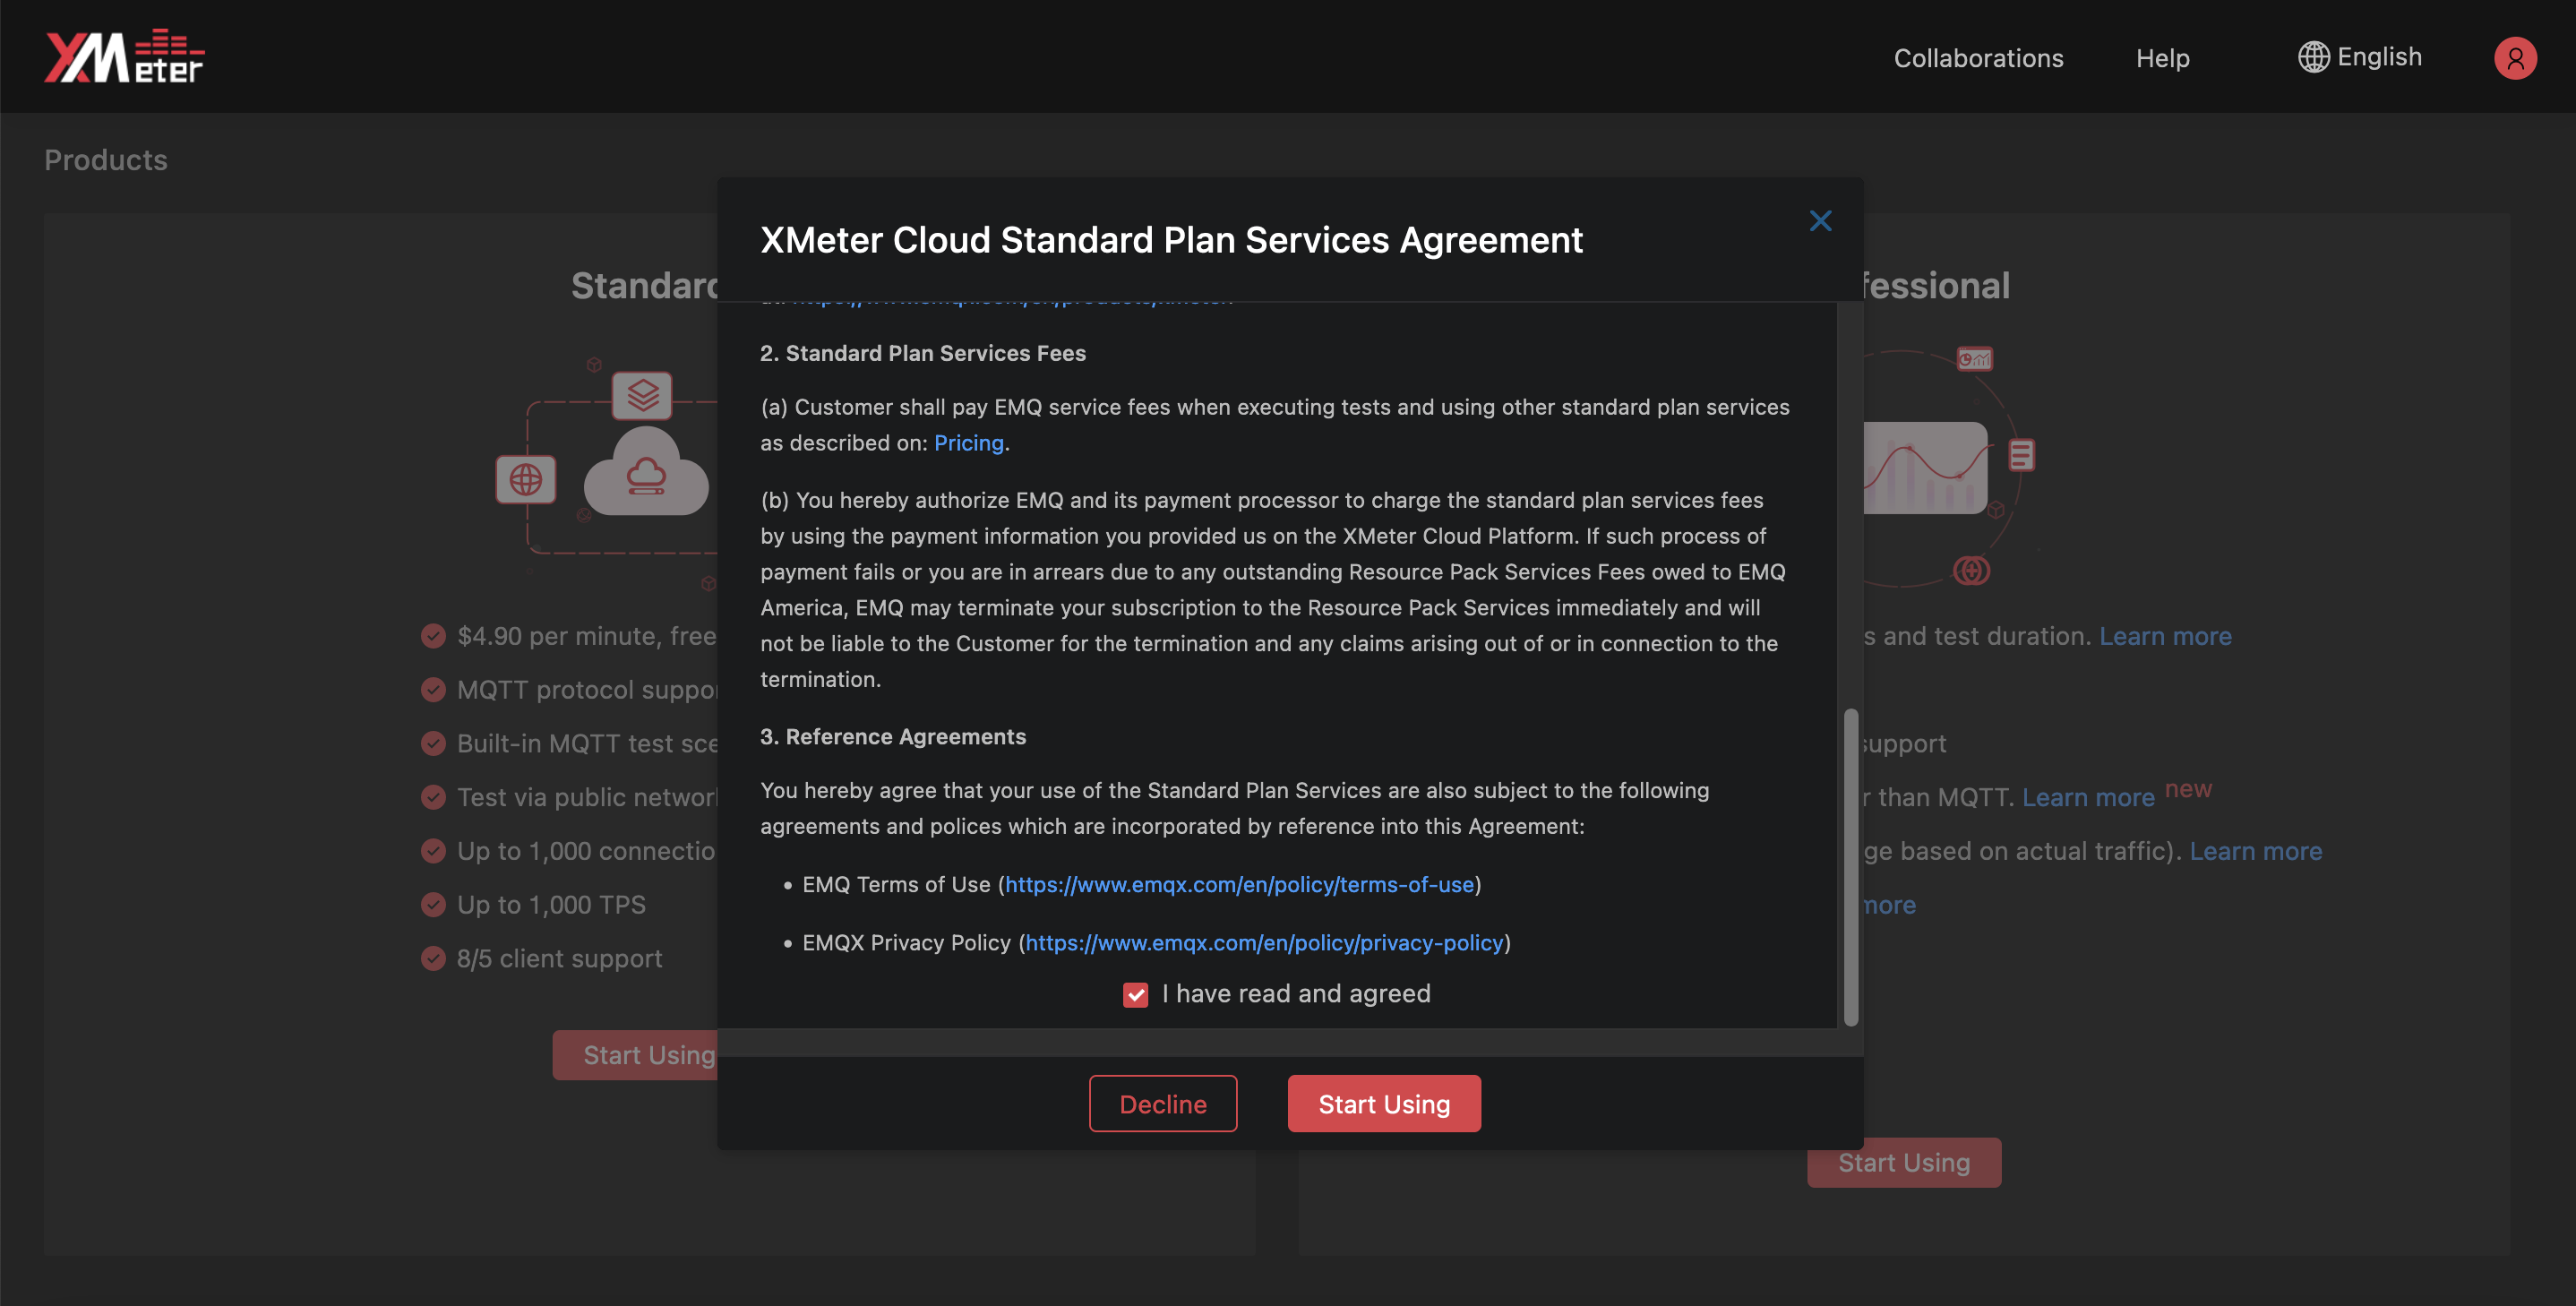 XMeter
Collaborations
Help
English
Products
XMeter Cloud Standard Plan Services Agreement
2. Standard Plan Services Fees
(a) Customer shall pay EMQ service fees when executing tests and using other standard plan services
as described on: Pricing.
(b) You hereby authorize EMQ and its payment processor to charge the standard plan services fees
by using the payment information you provided us on the XMeter Cloud Platform. If such process of
payment fails or you are in arrears due to any outstanding Resource Pack Services Fees owed to EMQ
America, EMQ may terminate your subscription to the Resource Pack Services immediately and will
not be liable to the Customer for the termination and any claims arising out of or in connection to the
termination.
3. Reference Agreements
You hereby agree that your use of the Standard Plan Services are also subject to the following
agreements and polices which are incorporated by reference into this Agreement:
• EMQ Terms of Use (https://www.emqx.com/en/policy/terms-of-use)
• EMQX Privacy Policy (https://www.emqx.com/en/policy/privacy-policy)
I have read and agreed
Decline
Start Using
Standard
$4.90 per minute, free
MQTT protocol suppor
Built-in MQTT test sce
Test via public network
Up to 1,000 connectio
Up to 1,000 TPS
8/5 client support
Start Using
fessional
s and test duration. Learn more
support
r than MQTT. Learn more new
ge based on actual traffic). Learn more
more
Start Using